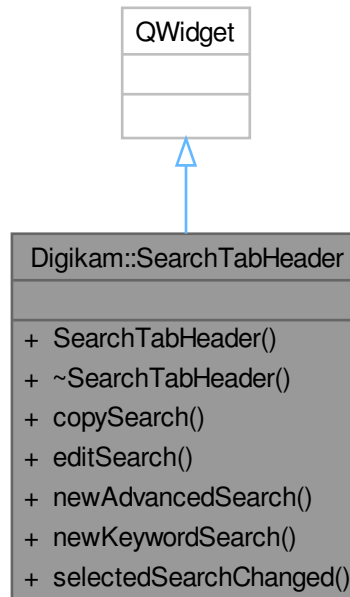 QWidget
Digikam::SearchTabHeader
+ SearchTabHeader()
+ ~SearchTabHeader()
+ copySearch()
+ editSearch()
+ newAdvancedSearch()
+ newKeywordSearch()
+ selectedSearchChanged()